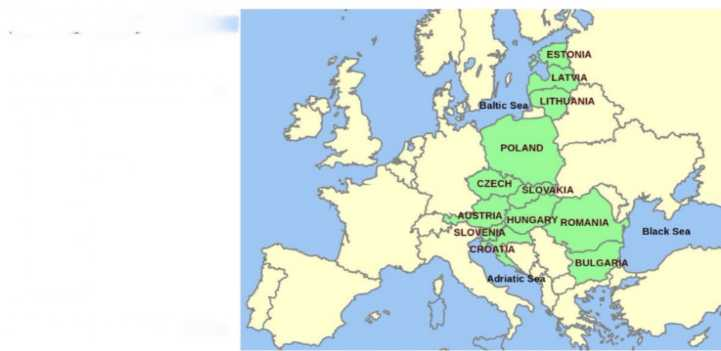 ESTONIA
LATVIA
LITHUANIA
Baltic Sea
POLAND
CZECH
SLOVAKIA
AUSTRIA
HUNGARY
ROMANIA
SLOVENIA
CROATIA
Black Sea
BULGARIA
Adriatic Sea